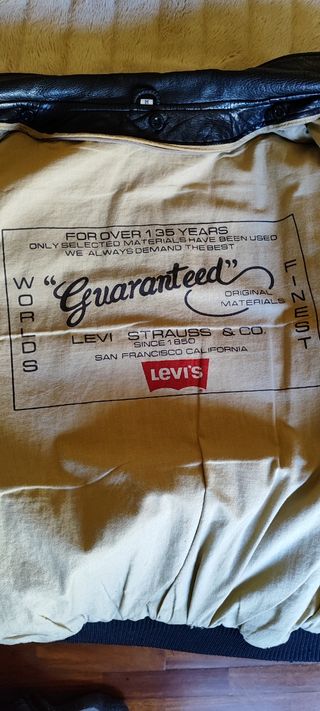 FOR OVER 135 YEARS
ONLY SELECTED MATERIALS HAVE BEEN USED
WE ALWAYS DEMAND THE BEST
WORLDS
"Guaranteed"
ORIGINAL
MATERIALS
FINEST
LEVI STRAUSS & CO.
SINCE 1850
SAN FRANCISCO CALIFORNIA
LEVI'S